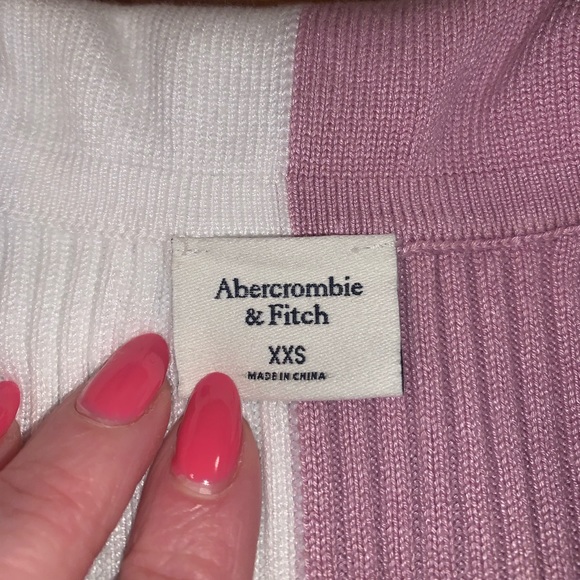 Abercrombie
& Fitch
XXS
MADE IN CHINA